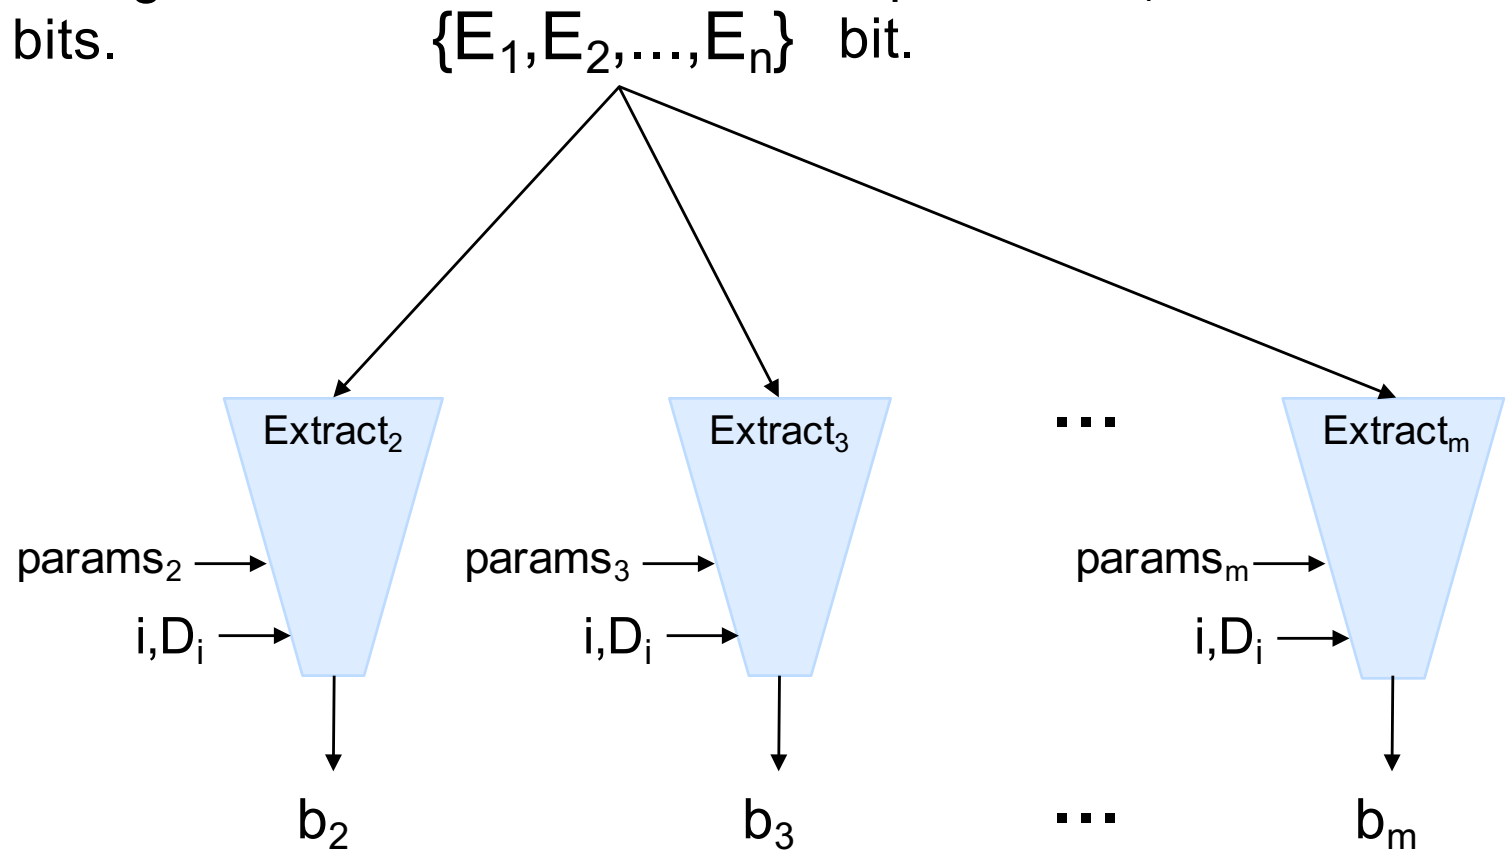 bits. {E₁,E₂,...,Eₙ} bit.
Extract₂ Extract₃ ... Extractₘ
params₂ params₃ paramsₘ
i,Dᵢ i,Dᵢ i,Dᵢ
b₂ b₃ ... bₘ